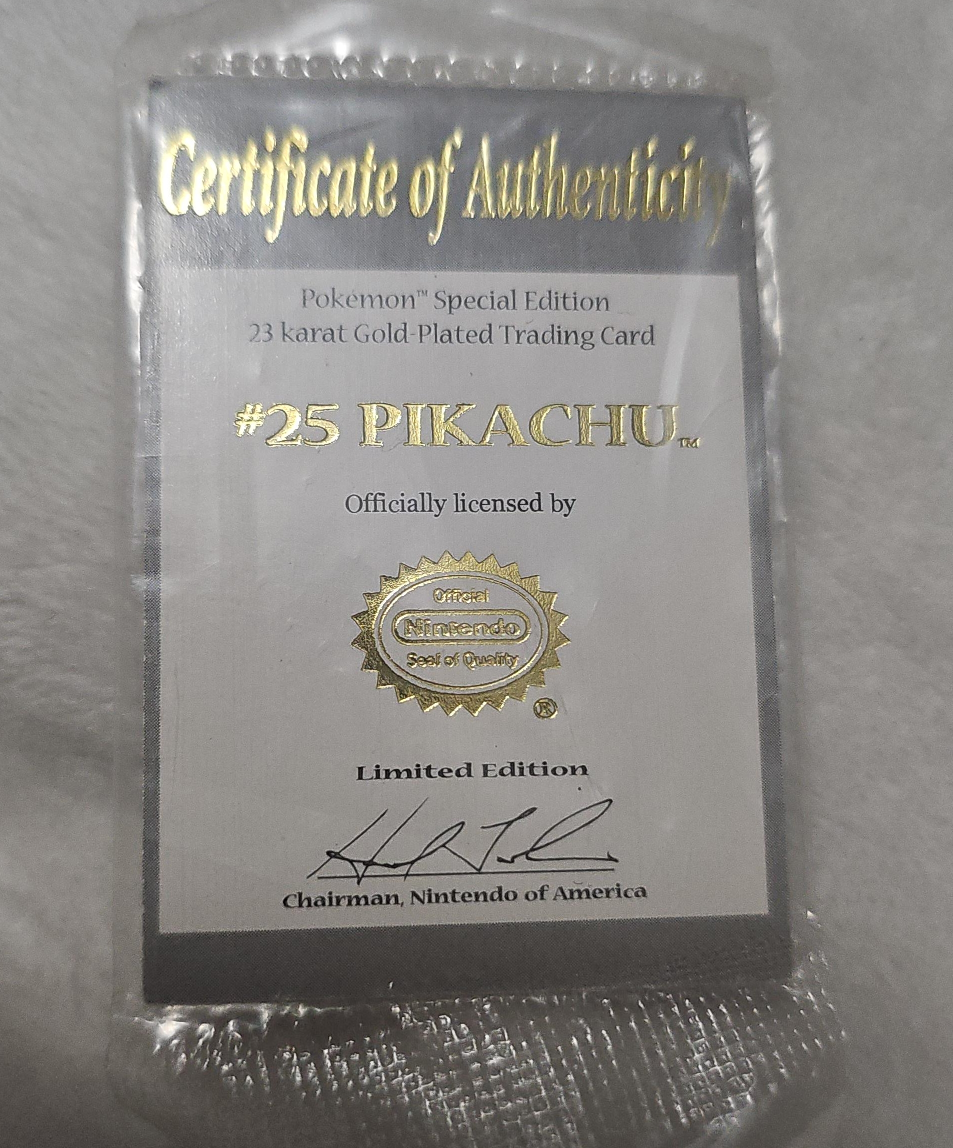 Certificate of Authenticity
Pokémon™ Special Edition
23 karat Gold-Plated Trading Card
#25 PIKACHU™
Officially licensed by
Official
Nintendo
Seal of Quality
®
Limited Edition
Chairman, Nintendo of America